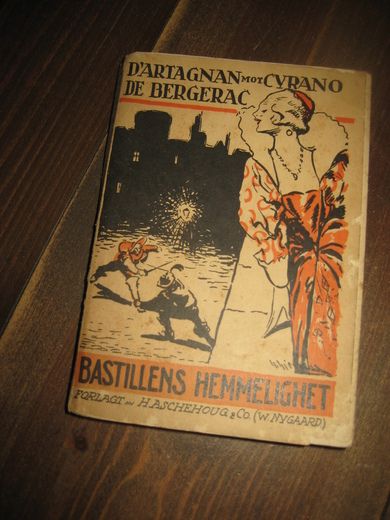 D'ARTAGNAN MOT CYRANO
DE BERGERAC
BASTILLENS HEMMELIGHET
FORLAGT AV H. ASCHEHOUG & CO. (W. NYGAARD)